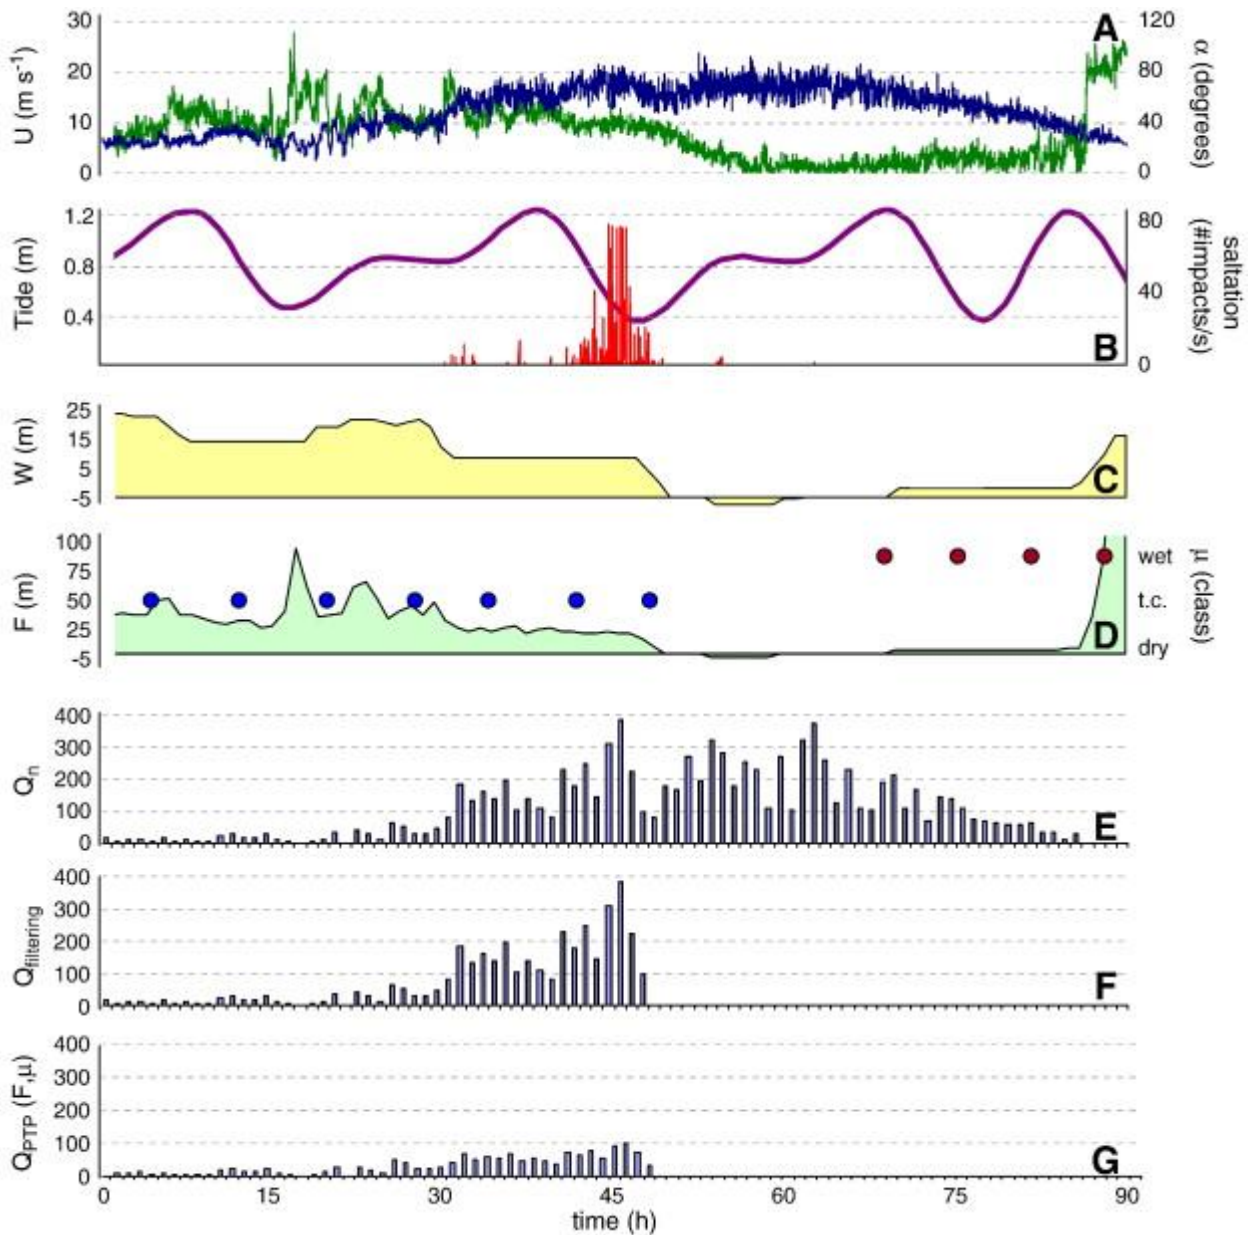 30 A 120
20 80
10 40
0 0
U (m s⁻¹)
α (degrees)
1.2 80
0.8
0.4 40
B 0
Tide (m)
saltation
(#impacts/s)
25
15
5
-5 C
W (m)
100 wet
75
50 t.c.
25
-5 D dry
F (m)
μ (class)
400
300
200
100
0 E
Qn
400
300
200
100
0 F
Qfiltering
400
300
200
100
0 G
QPTP (F,μ)
0 15 30 45 60 75 90
time (h)